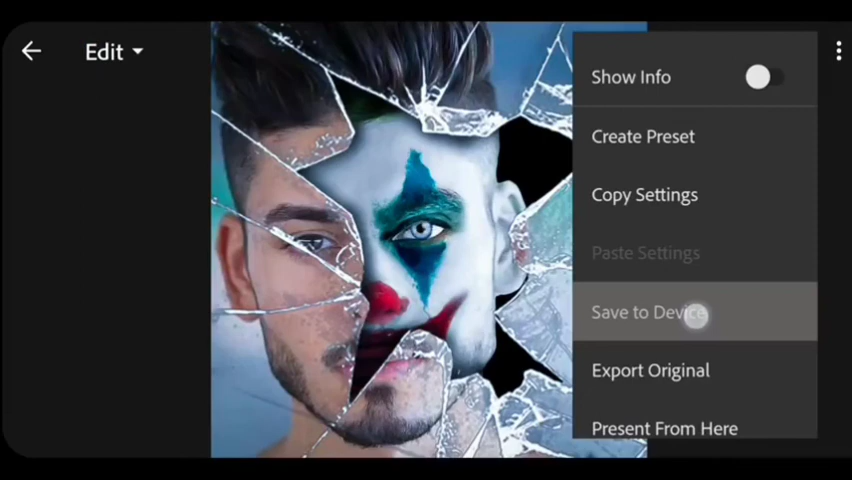 Edit
Show Info
Create Preset
Copy Settings
Paste Settings
Save to Device
Export Original
Present From Here